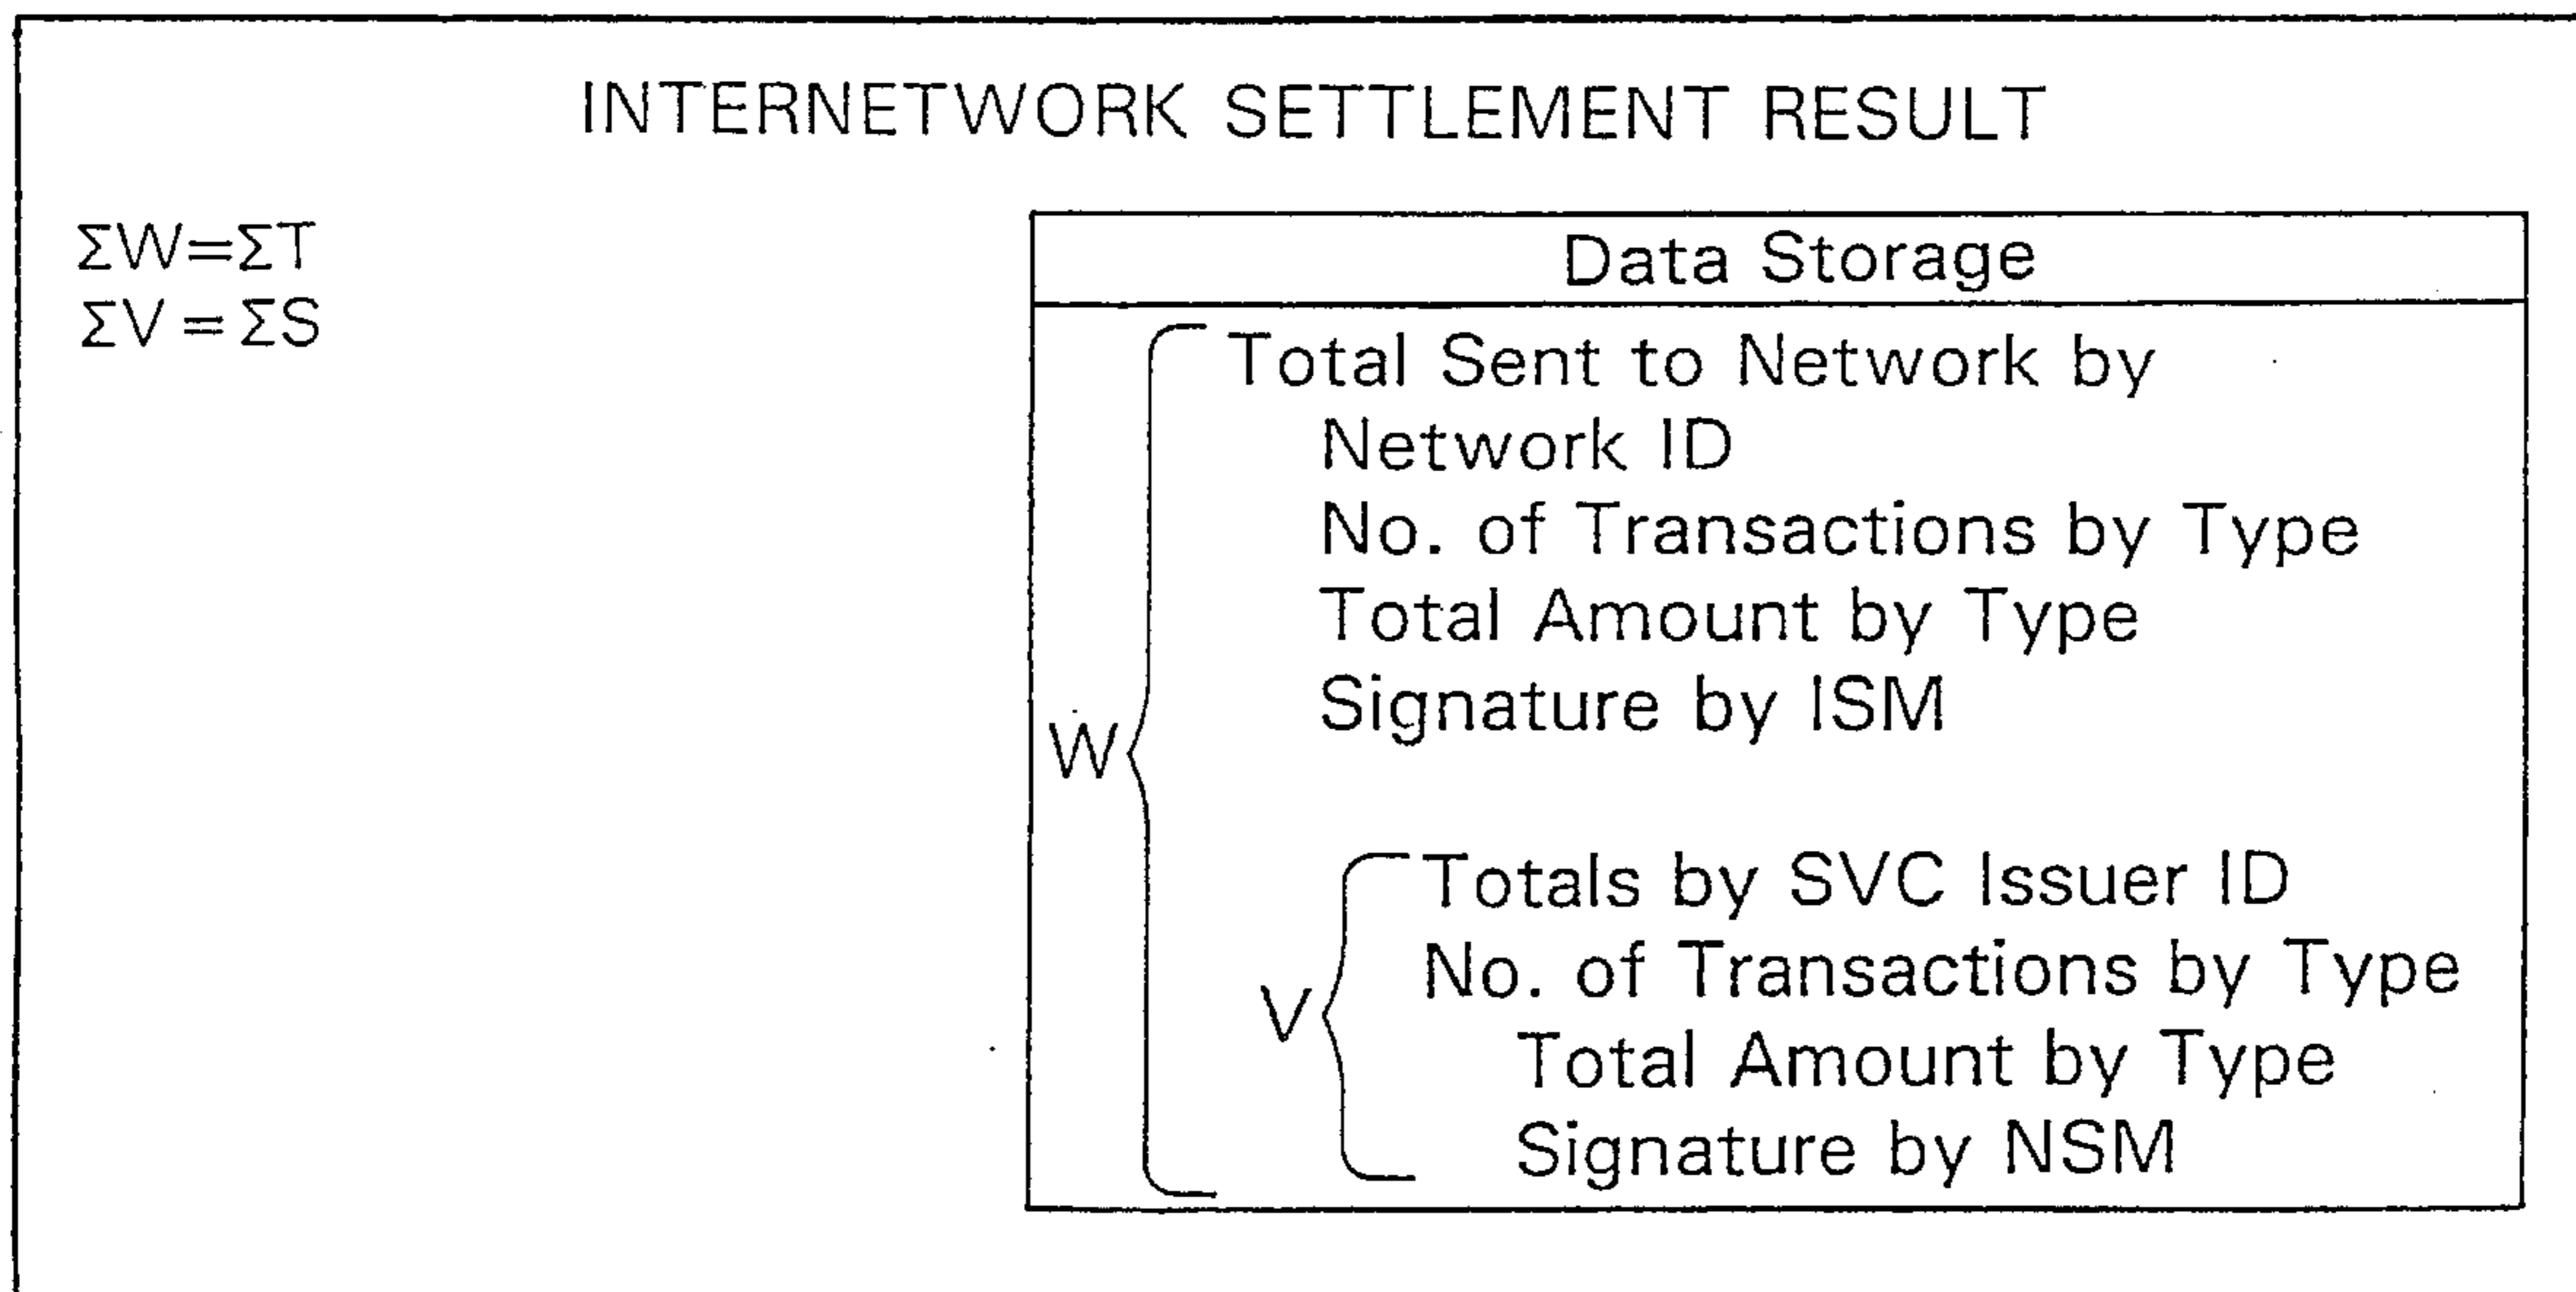 INTERNETWORK SETTLEMENT RESULT
ΣW=ΣT
ΣV=ΣS
Data Storage
Total Sent to Network by
Network ID
No. of Transactions by Type
Total Amount by Type
Signature by ISM
W
Totals by SVC Issuer ID
No. of Transactions by Type
V
Total Amount by Type
Signature by NSM